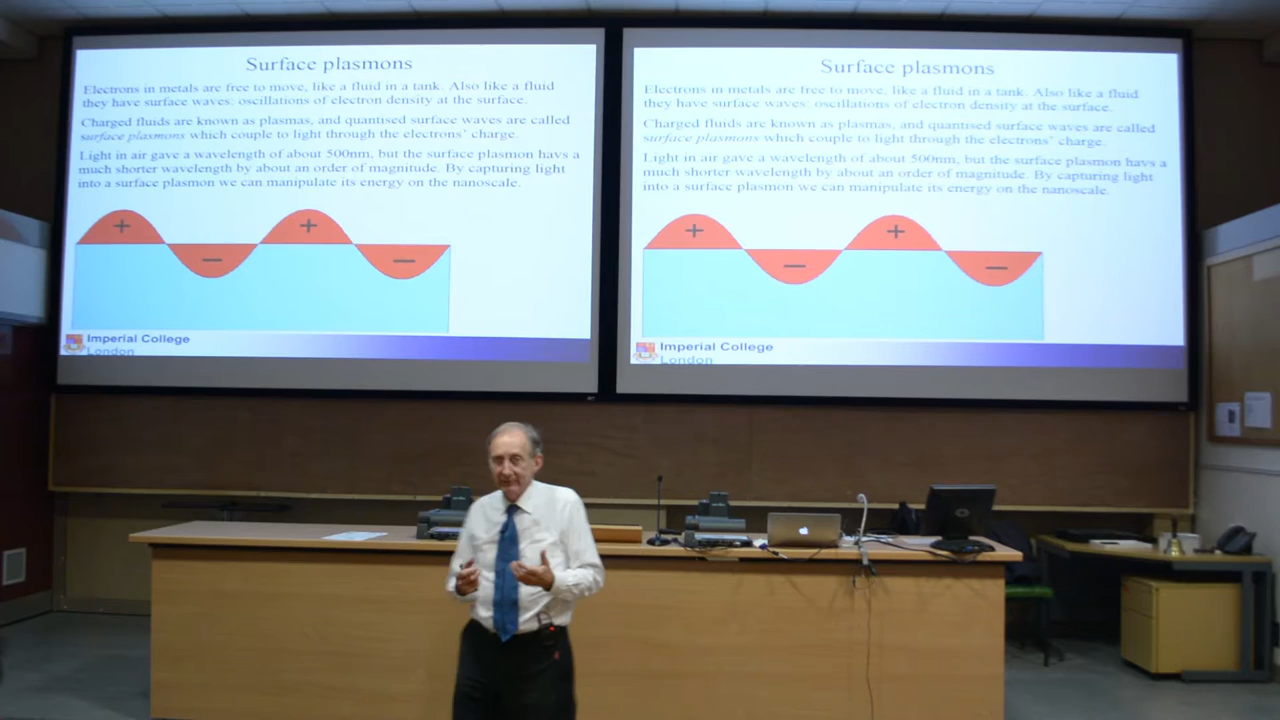 Surface plasmons
Electrons in metals are free to move, like a fluid in a tank. Also like a fluid
they have surface waves: oscillations of electron density at the surface.
Charged fluids are known as plasmas, and quantised surface waves are called
surface plasmons which couple to light through the electrons' charge.
Light in air gave a wavelength of about 500nm, but the surface plasmon havs a
much shorter wavelength by about an order of magnitude. By capturing light
into a surface plasmon we can manipulate its energy on the nanoscale.
+ +
− −
Imperial College
London
Surface plasmons
Electrons in metals are free to move, like a fluid in a tank. Also like a fluid
they have surface waves: oscillations of electron density at the surface.
Charged fluids are known as plasmas, and quantised surface waves are called
surface plasmons which couple to light through the electrons' charge.
Light in air gave a wavelength of about 500nm, but the surface plasmon havs a
much shorter wavelength by about an order of magnitude. By capturing light
into a surface plasmon we can manipulate its energy on the nanoscale.
+ +
− −
Imperial College
London